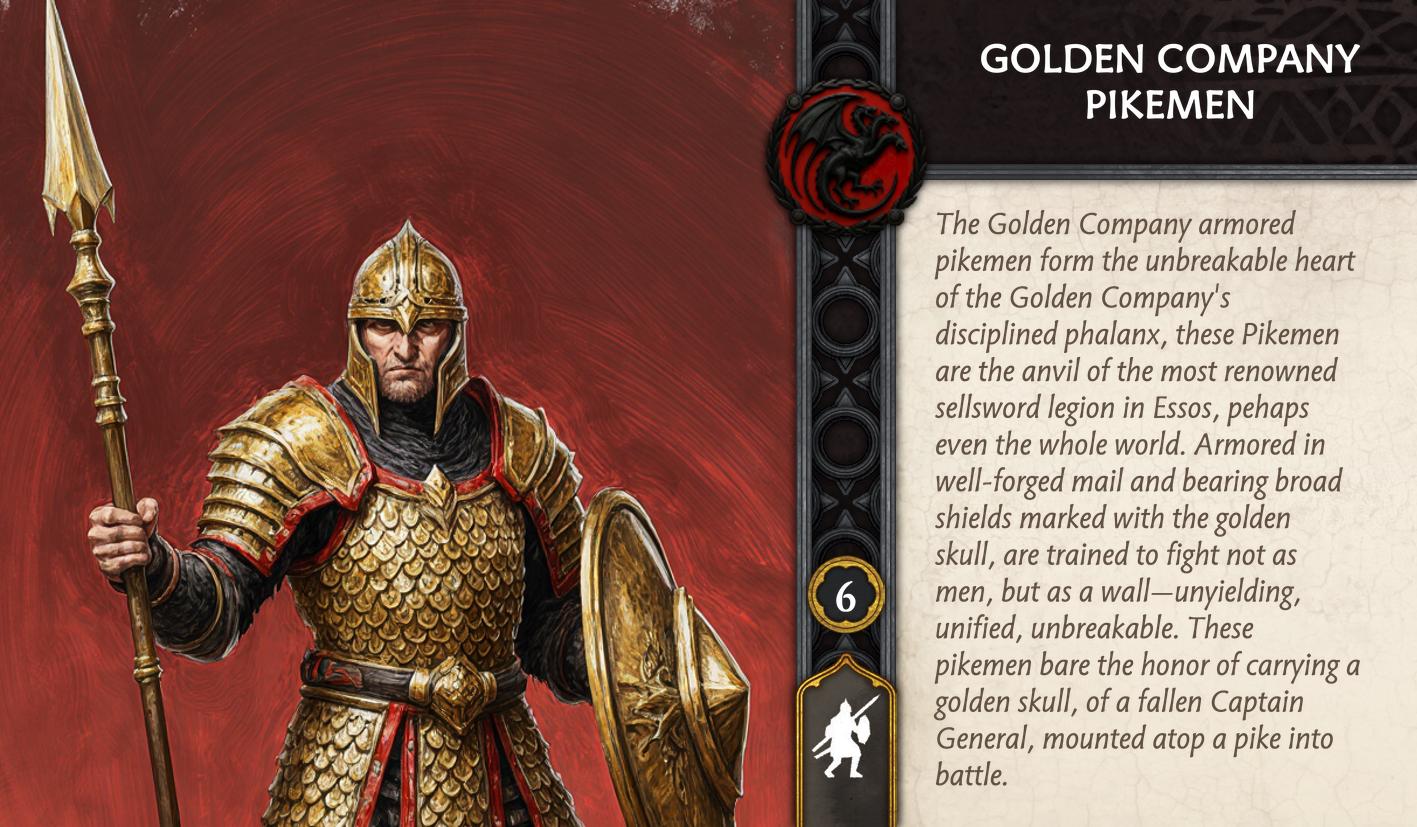 GOLDEN COMPANY
PIKEMEN
The Golden Company armored
pikemen form the unbreakable heart
of the Golden Company's
disciplined phalanx, these Pikemen
are the anvil of the most renowned
sellsword legion in Essos, pehaps
even the whole world. Armored in
well-forged mail and bearing broad
shields marked with the golden
skull, are trained to fight not as
men, but as a wall—unyielding,
unified, unbreakable. These
pikemen bare the honor of carrying a
golden skull, of a fallen Captain
General, mounted atop a pike into
battle.
6